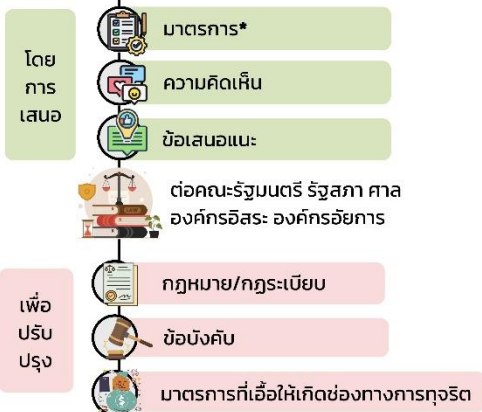 โดย
การ
เสนอ
มาตรการ*
ความคิดเห็น
ข้อเสนอแนะ
ต่อคณะรัฐมนตรี รัฐสภา ศาล
องค์กรอิสระ องค์กรอัยการ
เพื่อ
ปรับ
ปรุง
กฎหมาย/กฎระเบียบ
ข้อบังคับ
มาตรการที่เอื้อให้เกิดช่องทางการทุจริต